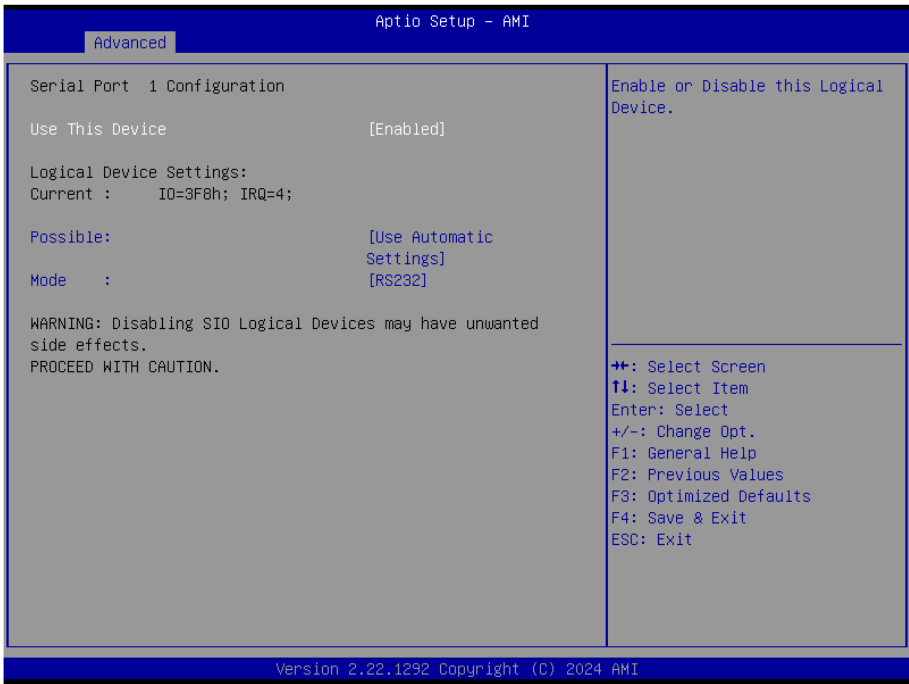 Aptio Setup - AMI
Advanced
Serial Port 1 Configuration
Use This Device [Enabled]
Logical Device Settings:
Current : IO=3F8h; IRQ=4;
Possible: [Use Automatic
Settings]
Mode : [RS232]
WARNING: Disabling SIO Logical Devices may have unwanted
side effects.
PROCEED WITH CAUTION.
Enable or Disable this Logical
Device.
→←: Select Screen
↑↓: Select Item
Enter: Select
+/-: Change Opt.
F1: General Help
F2: Previous Values
F3: Optimized Defaults
F4: Save & Exit
ESC: Exit
Version 2.22.1292 Copyright (C) 2024 AMI